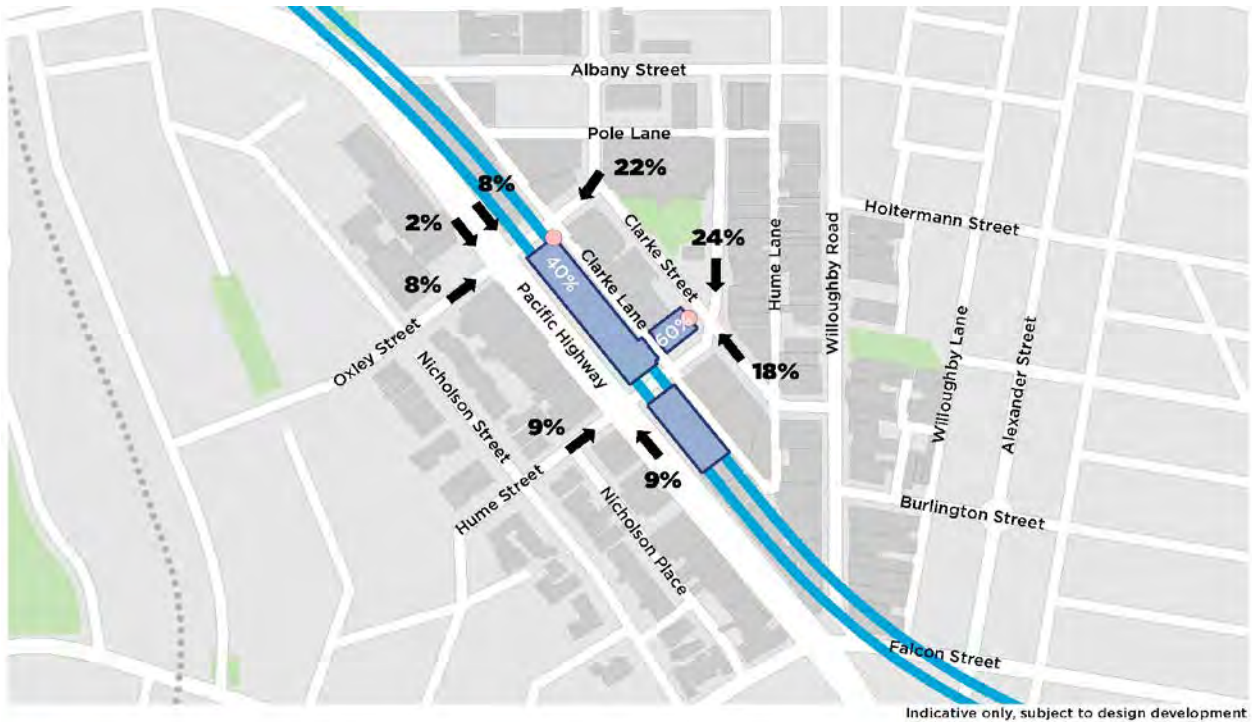 Albany Street
Pole Lane
22%
8%
2%
Holtermann Street
Clarke Street
24%
Hume Lane
Willoughby Road
40%
Clarke Lane
8%
Pacific Highway
60%
Oxley Street
18%
Willoughby Lane
Alexander Street
Nicholson Street
9%
9%
Hume Street
Nicholson Place
Burlington Street
Falcon Street
Indicative only, subject to design development